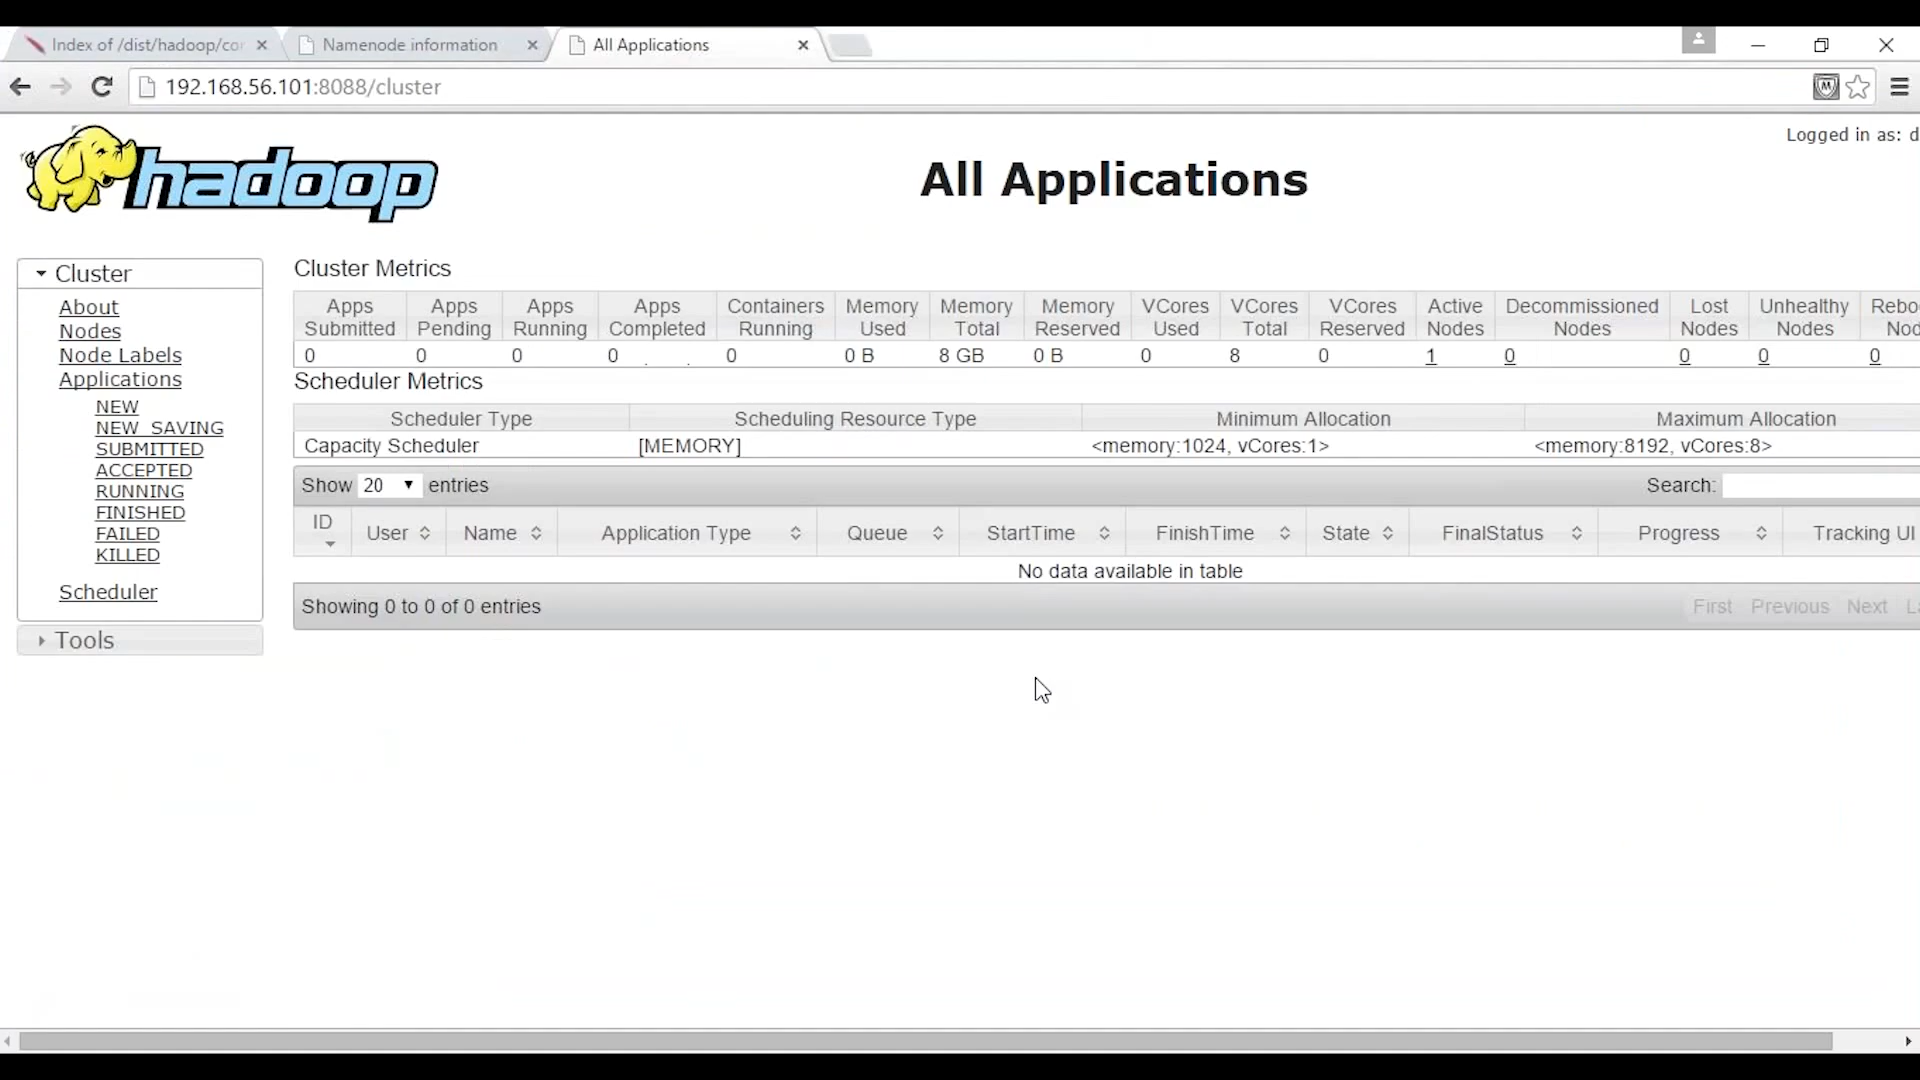 Index of /dist/hadoop/cor
Namenode information
All Applications
192.168.56.101:8088/cluster
Logged in as: d
hadoop
All Applications
Cluster
About
Nodes
Node Labels
Applications
NEW
NEW_SAVING
SUBMITTED
ACCEPTED
RUNNING
FINISHED
FAILED
KILLED
Scheduler
Tools
Cluster Metrics
Apps Submitted Apps Pending Apps Running Apps Completed Containers Running Memory Used Memory Total Memory Reserved VCores Used VCores Total VCores Reserved Active Nodes Decommissioned Nodes Lost Nodes Unhealthy Nodes Rebo Nod
0 0 0 0 0 0 B 8 GB 0 B 0 8 0 1 0 0 0 0
Scheduler Metrics
Scheduler Type Scheduling Resource Type Minimum Allocation Maximum Allocation
Capacity Scheduler [MEMORY] <memory:1024, vCores:1> <memory:8192, vCores:8>
Show 20 entries Search:
ID User Name Application Type Queue StartTime FinishTime State FinalStatus Progress Tracking UI
No data available in table
Showing 0 to 0 of 0 entries First Previous Next La